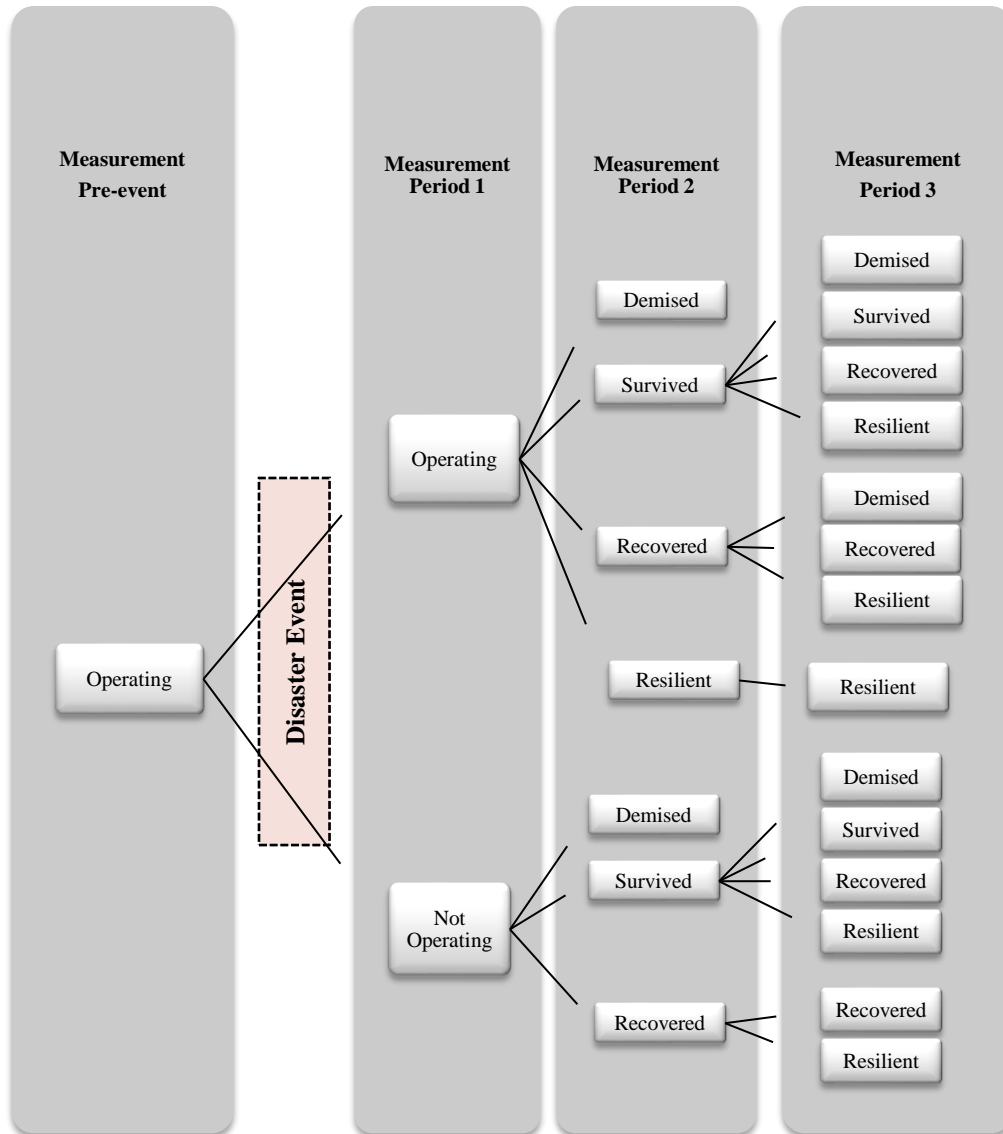 Measurement
Pre-event
Operating
Disaster Event
Measurement
Period 1
Operating
Not
Operating
Measurement
Period 2
Demised
Survived
Recovered
Resilient
Demised
Survived
Recovered
Measurement
Period 3
Demised
Survived
Recovered
Resilient
Demised
Recovered
Resilient
Resilient
Demised
Survived
Recovered
Resilient
Recovered
Resilient